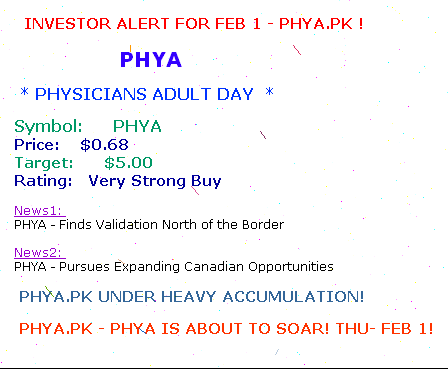 INVESTOR ALERT FOR FEB 1 - PHYA.PK !
PHYA
* PHYSICIANS ADULT DAY *
Symbol: PHYA
Price: $0.68
Target: $5.00
Rating: Very Strong Buy
News1:
PHYA - Finds Validation North of the Border
News2:
PHYA - Pursues Expanding Canadian Opportunities
PHYA.PK UNDER HEAVY ACCUMULATION!
PHYA.PK - PHYA IS ABOUT TO SOAR! THU- FEB 1!